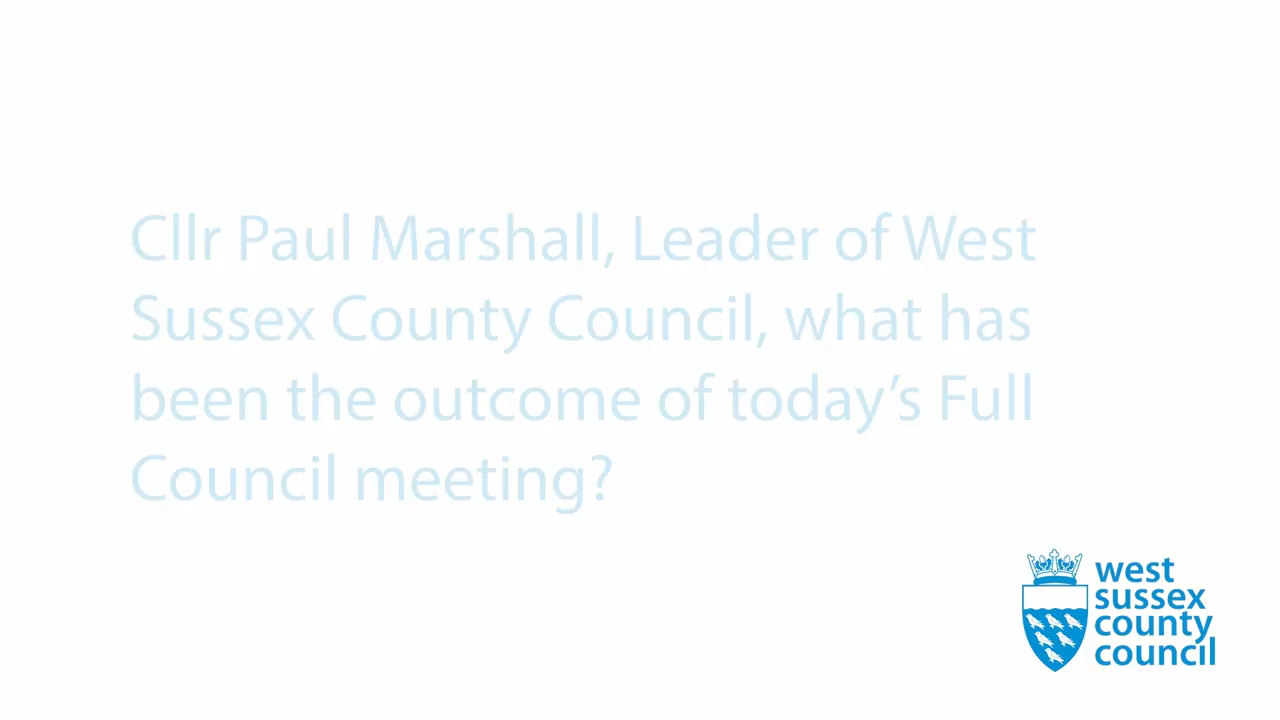 Cllr Paul Marshall, Leader of West
Sussex County Council, what has
been the outcome of today’s Full
Council meeting?
west
sussex
county
council